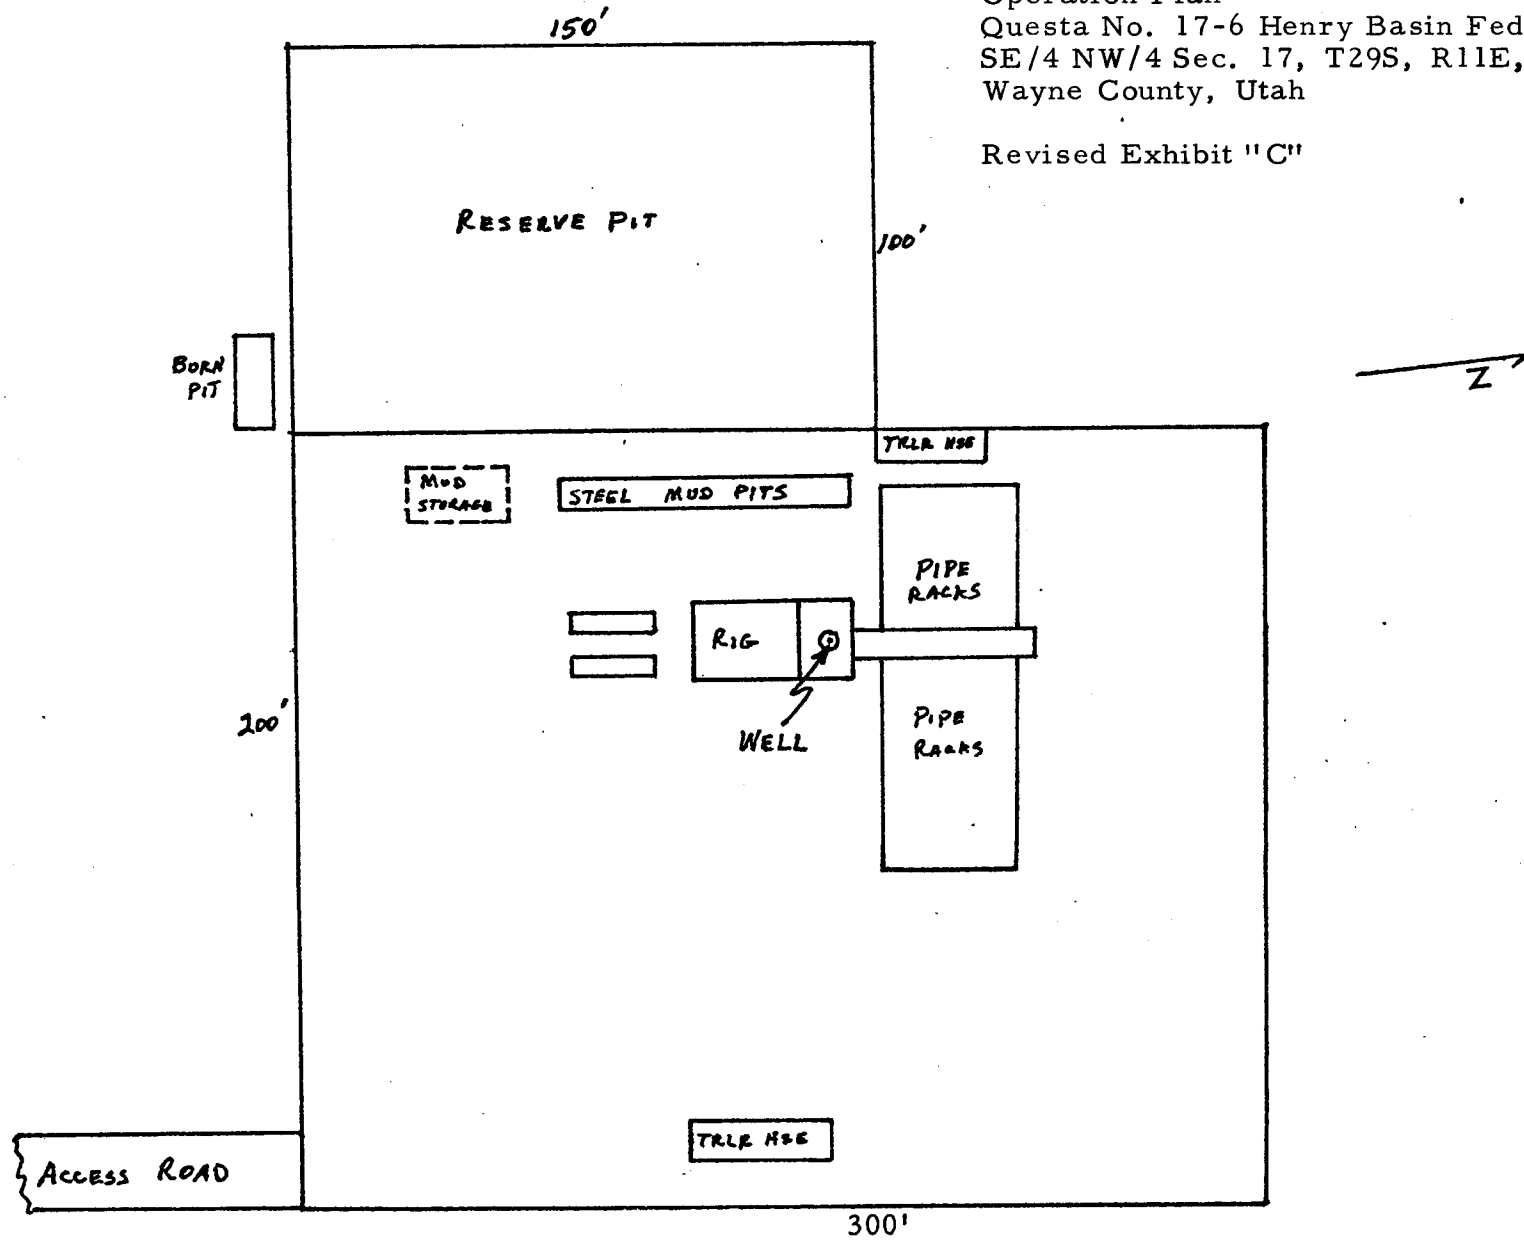 Operation Plan
Questa No. 17-6 Henry Basin Fed
SE/4 NW/4 Sec. 17, T29S, R11E,
Wayne County, Utah
Revised Exhibit "C"
150'
RESERVE PIT
100'
BURN
PIT
N
TRLR HSE
MUD
STORAGE
STEEL MUD PITS
PIPE
RACKS
RIG
200'
WELL
PIPE
RACKS
TRLR HSE
ACCESS ROAD
300'